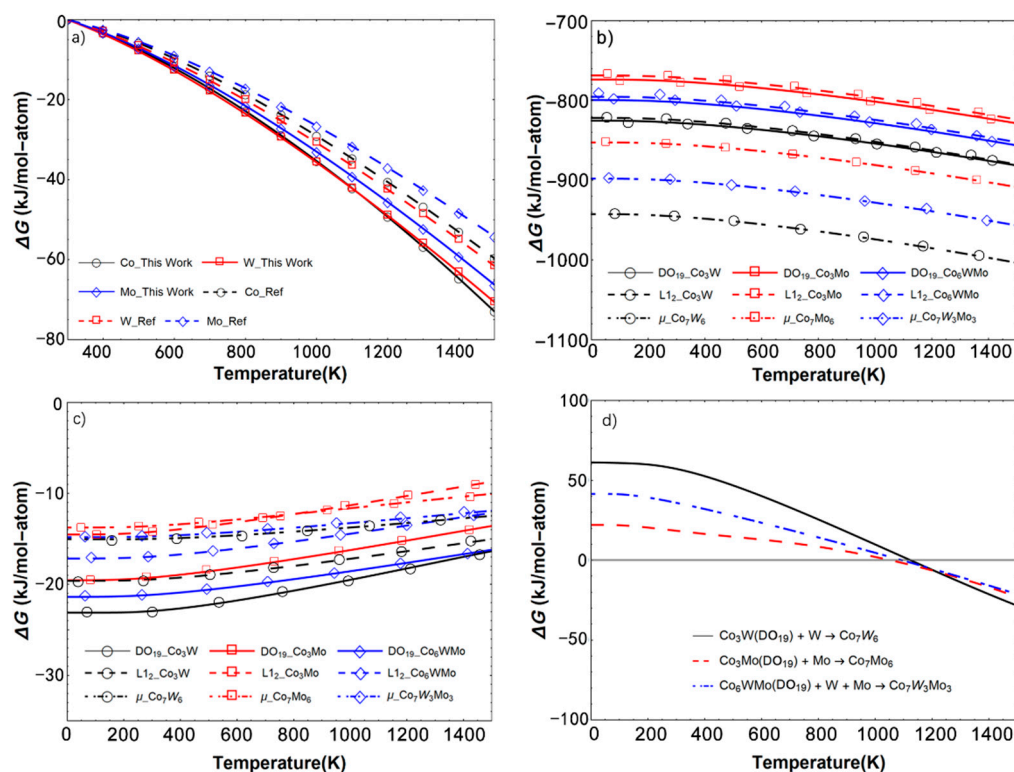 a)
0
−20
−40
−60
−80
ΔG (kJ/mol−atom)
Co_This Work W_This Work
Mo_This Work Co_Ref
W_Ref Mo_Ref
400 600 800 1000 1200 1400
Temperature(K)
b)
−700
−800
−900
−1000
−1100
ΔG (kJ/mol−atom)
DO₁₉_Co₃W DO₁₉_Co₃Mo DO₁₉_Co₆WMo
L1₂_Co₃W L1₂_Co₃Mo L1₂_Co₆WMo
μ_Co₇W₆ μ_Co₇Mo₆ μ_Co₇W₃Mo₃
0 200 400 600 800 1000 1200 1400
Temperature(K)
c)
0
−10
−20
−30
ΔG (kJ/mol−atom)
DO₁₉_Co₃W DO₁₉_Co₃Mo DO₁₉_Co₆WMo
L1₂_Co₃W L1₂_Co₃Mo L1₂_Co₆WMo
μ_Co₇W₆ μ_Co₇Mo₆ μ_Co₇W₃Mo₃
0 200 400 600 800 1000 1200 1400
Temperature(K)
d)
100
50
0
−50
−100
ΔG (kJ/mol−atom)
Co₃W(DO₁₉) + W → Co₇W₆
Co₃Mo(DO₁₉) + Mo → Co₇Mo₆
Co₆WMo(DO₁₉) + W + Mo → Co₇W₃Mo₃
0 200 400 600 800 1000 1200 1400
Temperature(K)